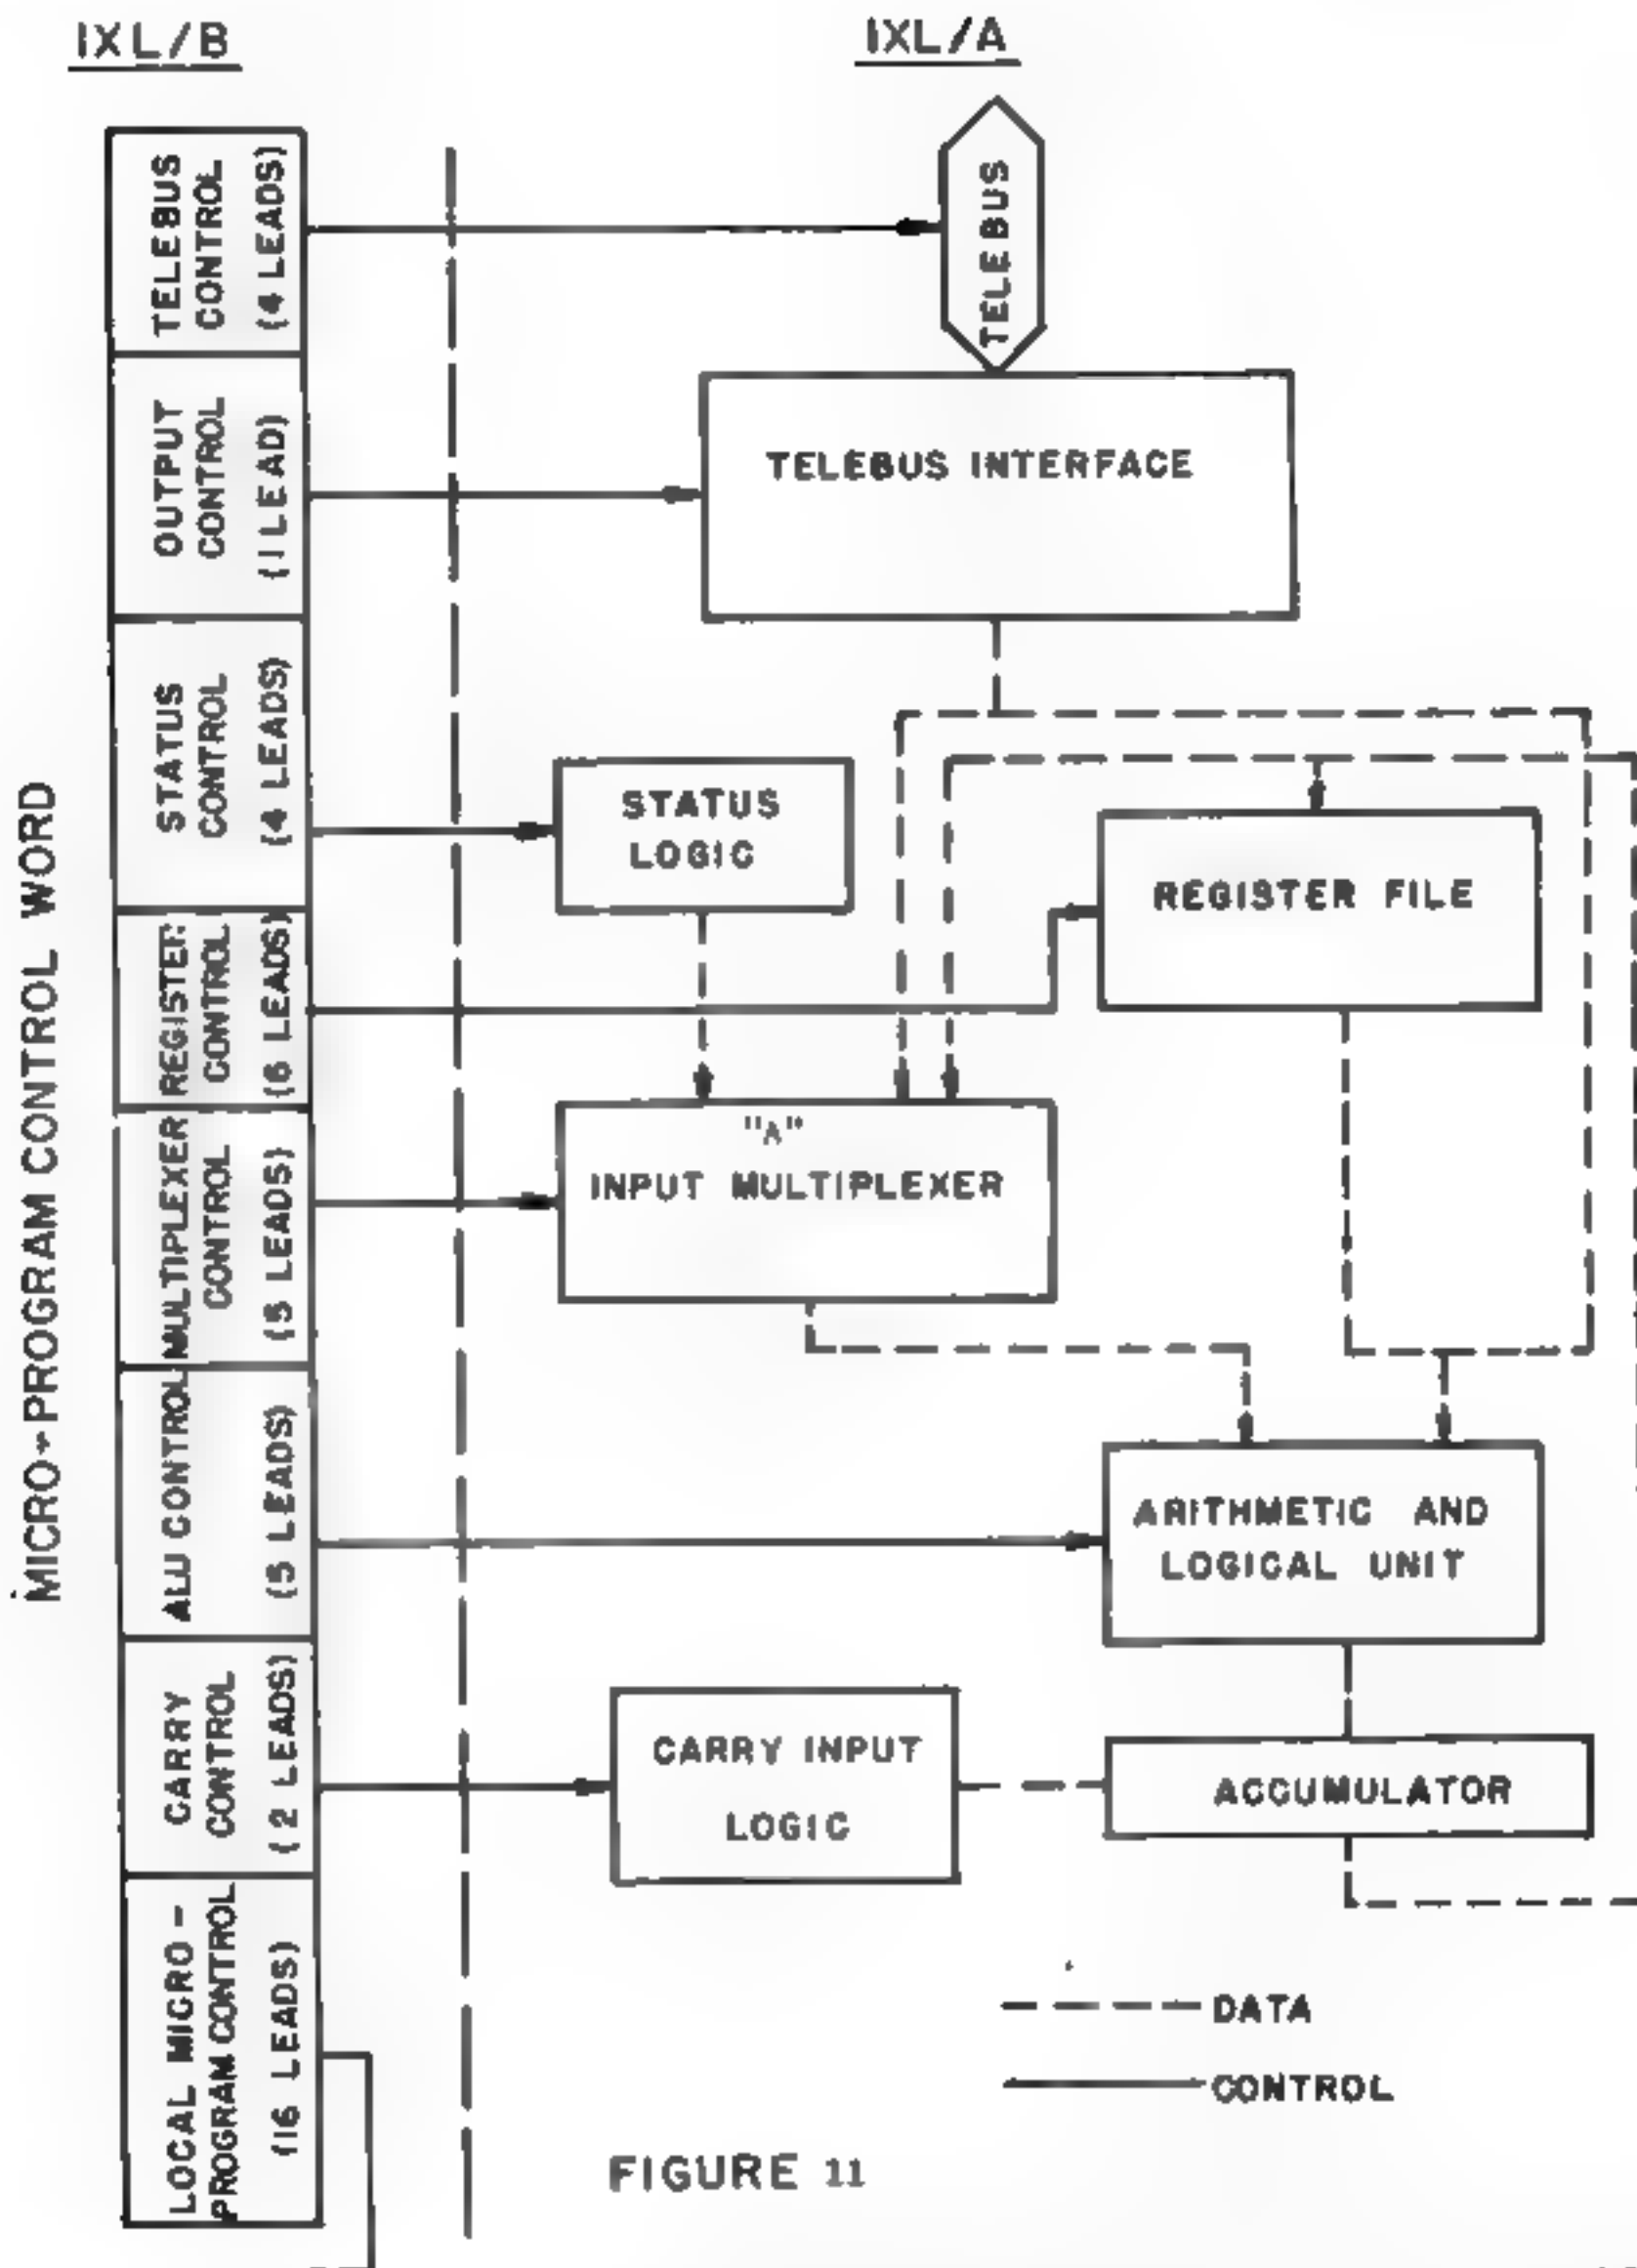 IXL/B
IXL/A
MICRO-PROGRAM CONTROL WORD
TELEBUS
CONTROL
(4 LEADS)
OUTPUT
CONTROL
(1 LEAD)
STATUS
CONTROL
(4 LEADS)
REGISTER
CONTROL
(6 LEADS)
MULTIPLEXER
CONTROL
(5 LEADS)
ALU CONTROL
(5 LEADS)
CARRY
CONTROL
(2 LEADS)
LOCAL MICRO-
PROGRAM CONTROL
(16 LEADS)
TELEBUS
TELEBUS INTERFACE
STATUS
LOGIC
REGISTER FILE
"A"
INPUT MULTIPLEXER
ARITHMETIC AND
LOGICAL UNIT
CARRY INPUT
LOGIC
ACCUMULATOR
DATA
CONTROL
FIGURE 11